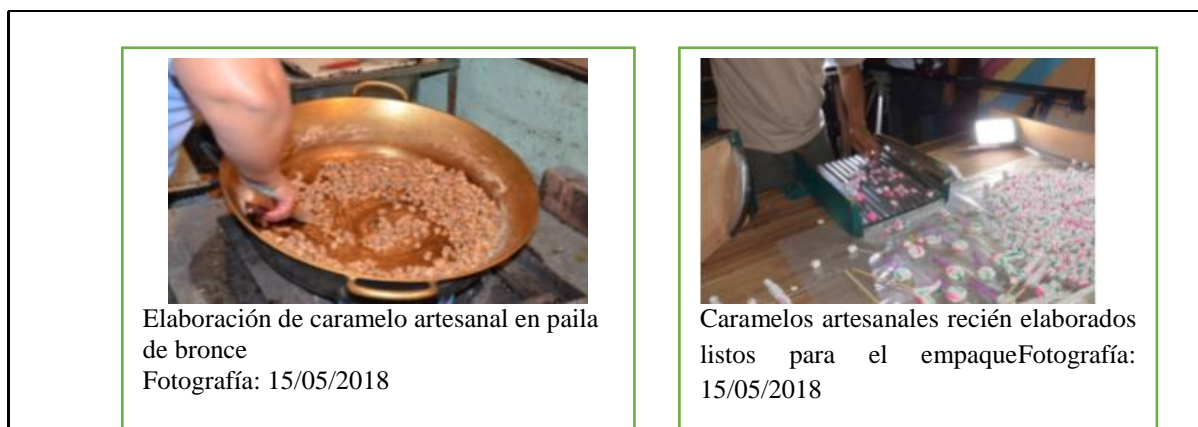 Elaboración de caramelo artesanal en paila
de bronce
Fotografía: 15/05/2018
Caramelos artesanales recién elaborados
listos para el empaqueFotografía:
15/05/2018